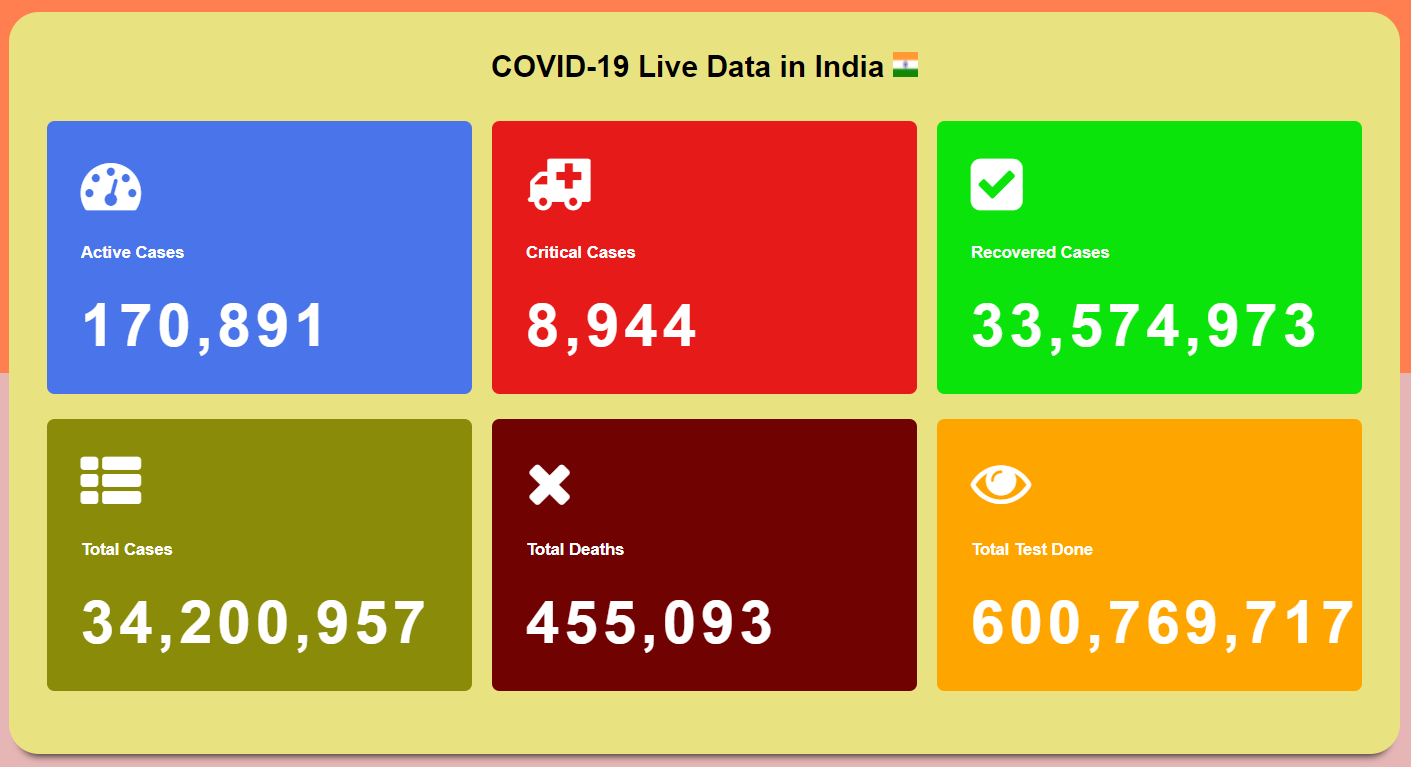 COVID-19 Live Data in India
Active Cases
170,891
Critical Cases
8,944
Recovered Cases
33,574,973
Total Cases
34,200,957
Total Deaths
455,093
Total Test Done
600,769,717